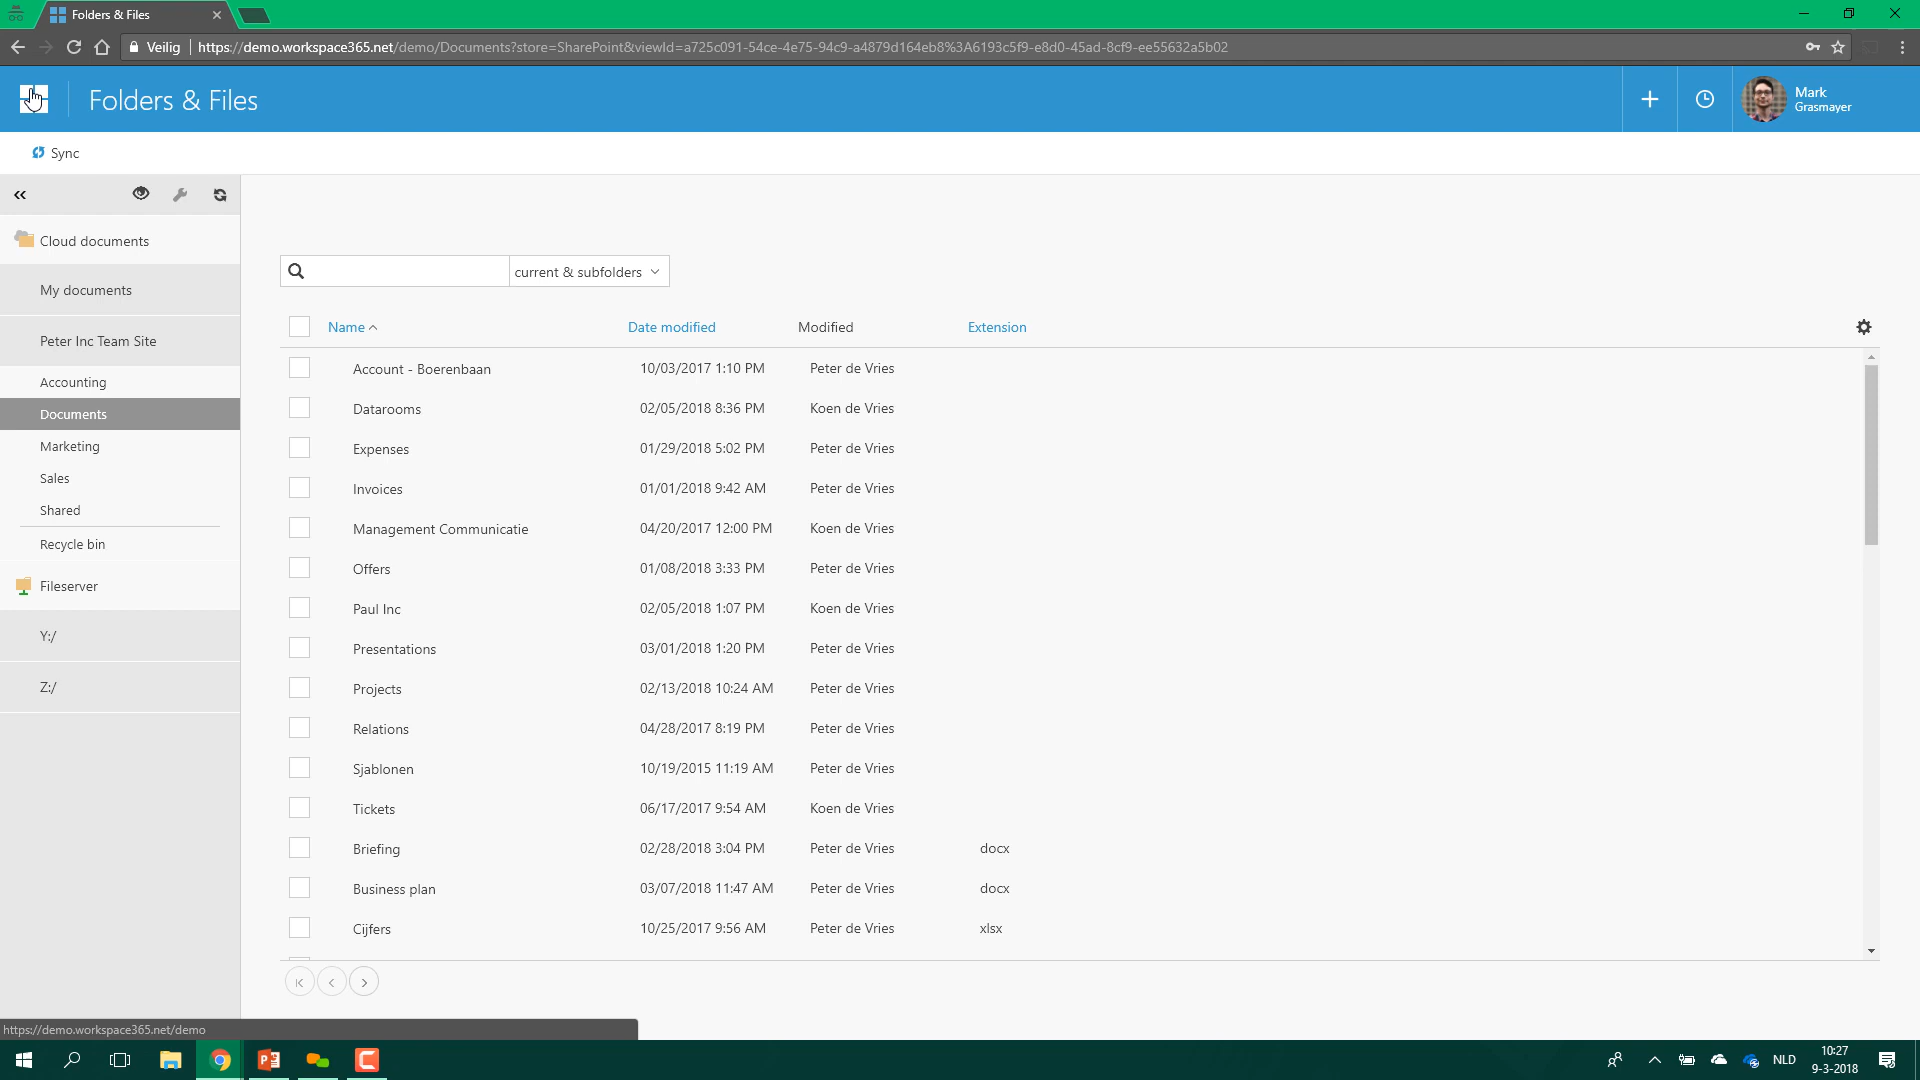 Folders & Files
Veilig https://demo.workspace365.net/demo/Documents?store=SharePoint&viewId=a725c091-54ce-4e75-94c9-a4879d164eb8%3A6193c5f9-e8d0-45ad-8cf9-ee55632a5b02
Folders & Files
Mark
Grasmayer
Sync
Cloud documents
My documents
Peter Inc Team Site
Accounting
Documents
Marketing
Sales
Shared
Recycle bin
Fileserver
Y:/
Z:/
current & subfolders
Name Date modified Modified Extension
Account - Boerenbaan 10/03/2017 1:10 PM Peter de Vries
Datarooms 02/05/2018 8:36 PM Koen de Vries
Expenses 01/29/2018 5:02 PM Peter de Vries
Invoices 01/01/2018 9:42 AM Peter de Vries
Management Communicatie 04/20/2017 12:00 PM Koen de Vries
Offers 01/08/2018 3:33 PM Peter de Vries
Paul Inc 02/05/2018 1:07 PM Koen de Vries
Presentations 03/01/2018 1:20 PM Peter de Vries
Projects 02/13/2018 10:24 AM Peter de Vries
Relations 04/28/2017 8:19 PM Peter de Vries
Sjablonen 10/19/2015 11:19 AM Peter de Vries
Tickets 06/17/2017 9:54 AM Koen de Vries
Briefing 02/28/2018 3:04 PM Peter de Vries docx
Business plan 03/07/2018 11:47 AM Peter de Vries docx
Cijfers 10/25/2017 9:56 AM Peter de Vries xlsx
https://demo.workspace365.net/demo
NLD
10:27
9-3-2018